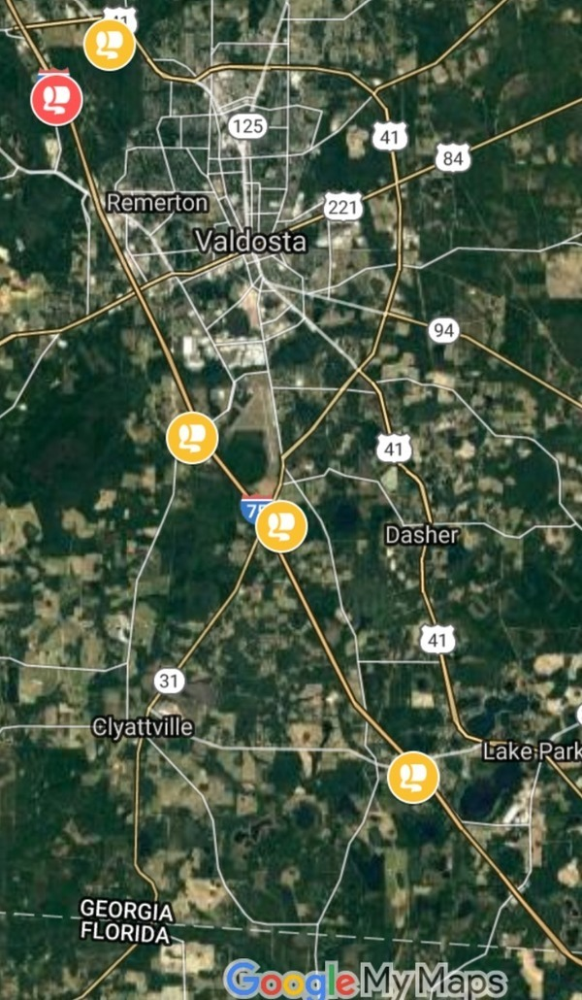 41
125
41
84
Remerton
221
Valdosta
94
41
75
Dasher
41
31
Clyattville
Lake Park
GEORGIA
FLORIDA
Google My Maps